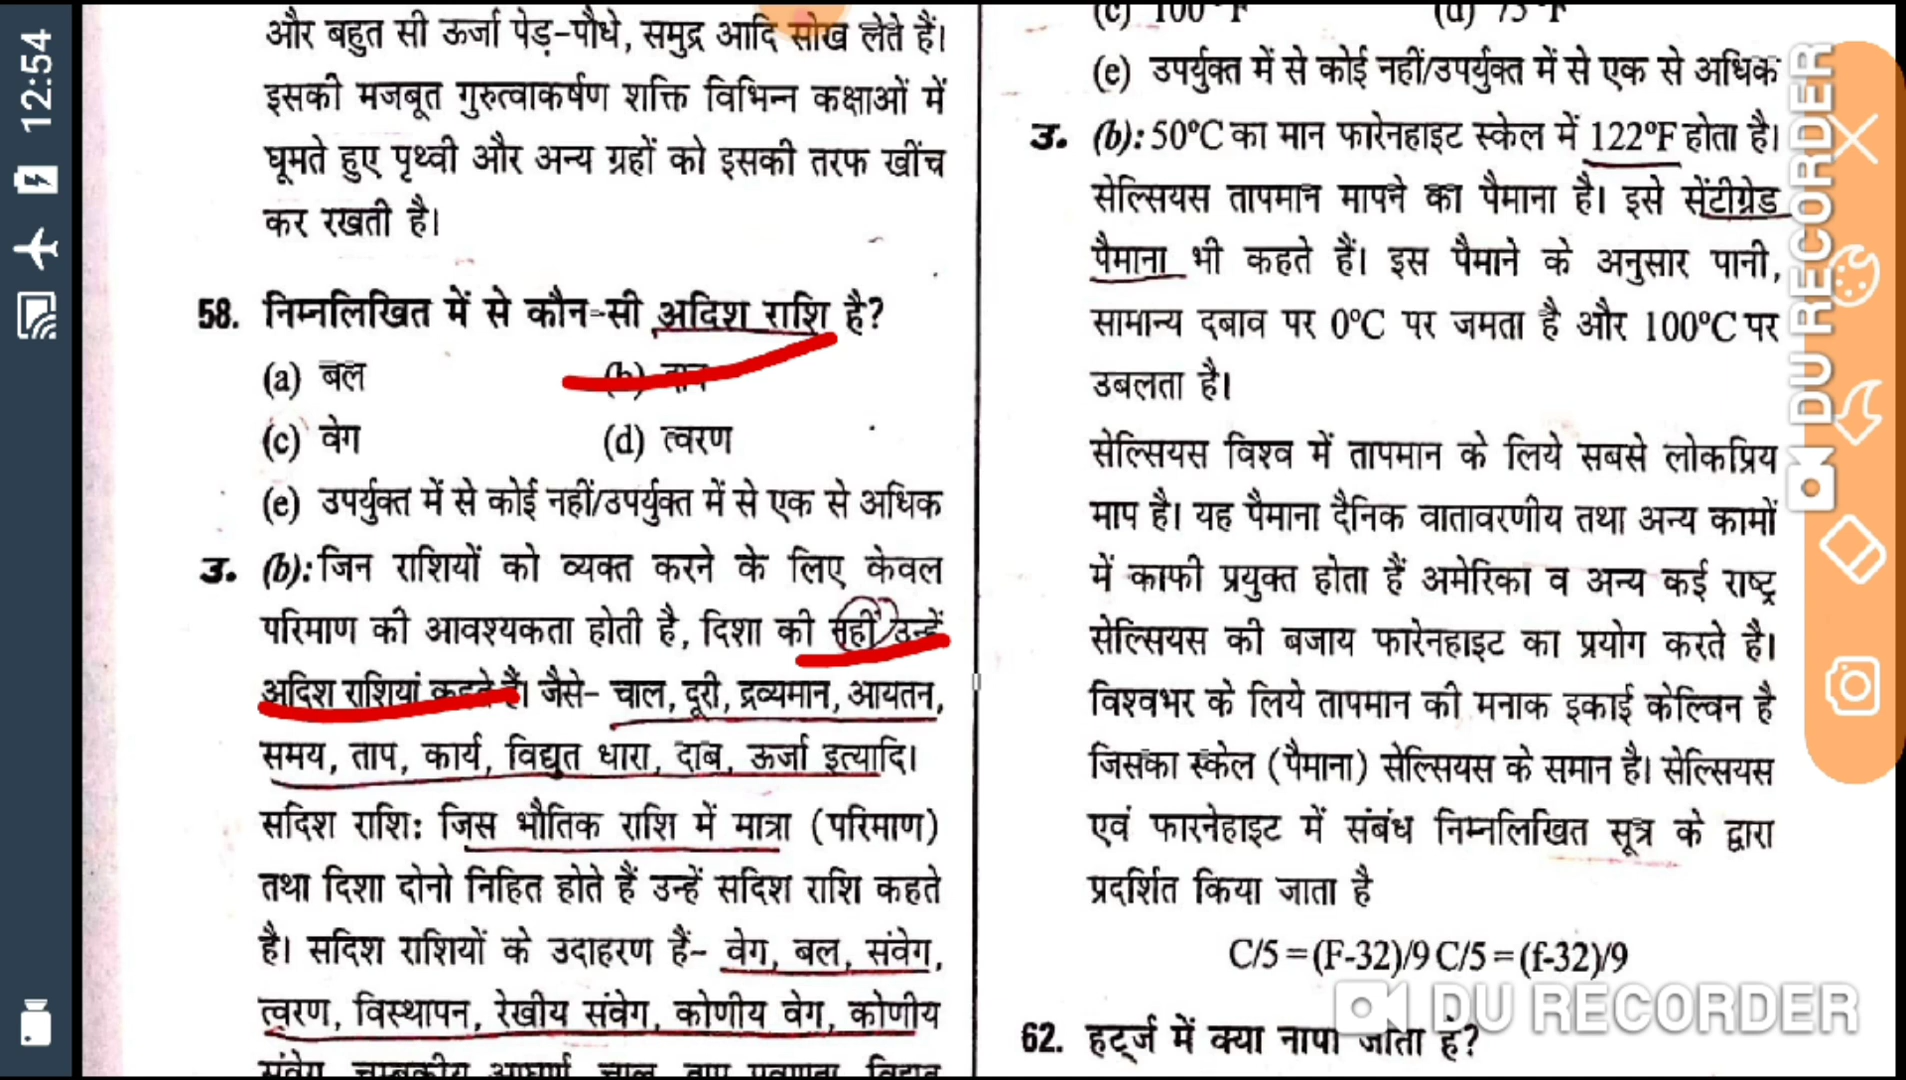 12:54
और बहुत सी ऊर्जा पेड़-पौधे, समुद्र आदि सोख लेते हैं।
इसकी मजबूत गुरुत्वाकर्षण शक्ति विभिन्न कक्षाओं में
घूमते हुए पृथ्वी और अन्य ग्रहों को इसकी तरफ खींच
कर रखती है।
58. निम्नलिखित में से कौन-सी अदिश राशि है?
(a) बल (b)
(c) वेग (d) त्वरण
(e) उपर्युक्त में से कोई नहीं/उपर्युक्त में से एक से अधिक
उ. (b): जिन राशियों को व्यक्त करने के लिए केवल
परिमाण की आवश्यकता होती है, दिशा की नहीं उन्हें
अदिश राशियां कहते हैं। जैसे- चाल, दूरी, द्रव्यमान, आयतन,
समय, ताप, कार्य, विद्युत धारा, दाब, ऊर्जा इत्यादि।
सदिश राशि: जिस भौतिक राशि में मात्रा (परिमाण)
तथा दिशा दोनो निहित होते हैं उन्हें सदिश राशि कहते
है। सदिश राशियों के उदाहरण हैं- वेग, बल, संवेग,
त्वरण, विस्थापन, रेखीय संवेग, कोणीय वेग, कोणीय
(c) 100°F (d) 75°F
(e) उपर्युक्त में से कोई नहीं/उपर्युक्त में से एक से अधिक
उ. (b): 50°C का मान फारेनहाइट स्केल में 122°F होता है।
सेल्सियस तापमान मापने का पैमाना है। इसे सेंटीग्रेड
पैमाना भी कहते हैं। इस पैमाने के अनुसार पानी,
सामान्य दबाव पर 0°C पर जमता है और 100°C पर
उबलता है।
सेल्सियस विश्व में तापमान के लिये सबसे लोकप्रिय
माप है। यह पैमाना दैनिक वातावरणीय तथा अन्य कामों
में काफी प्रयुक्त होता हैं अमेरिका व अन्य कई राष्ट्र
सेल्सियस की बजाय फारेनहाइट का प्रयोग करते है।
विश्वभर के लिये तापमान की मनाक इकाई केल्विन है
जिसका स्केल (पैमाना) सेल्सियस के समान है। सेल्सियस
एवं फारनेहाइट में संबंध निम्नलिखित सूत्र के द्वारा
प्रदर्शित किया जाता है
C/5 = (F-32)/9 C/5 = (f-32)/9
62. हर्ट्ज में क्या नापा जाता है?
DU RECORDER
DU RECORDER